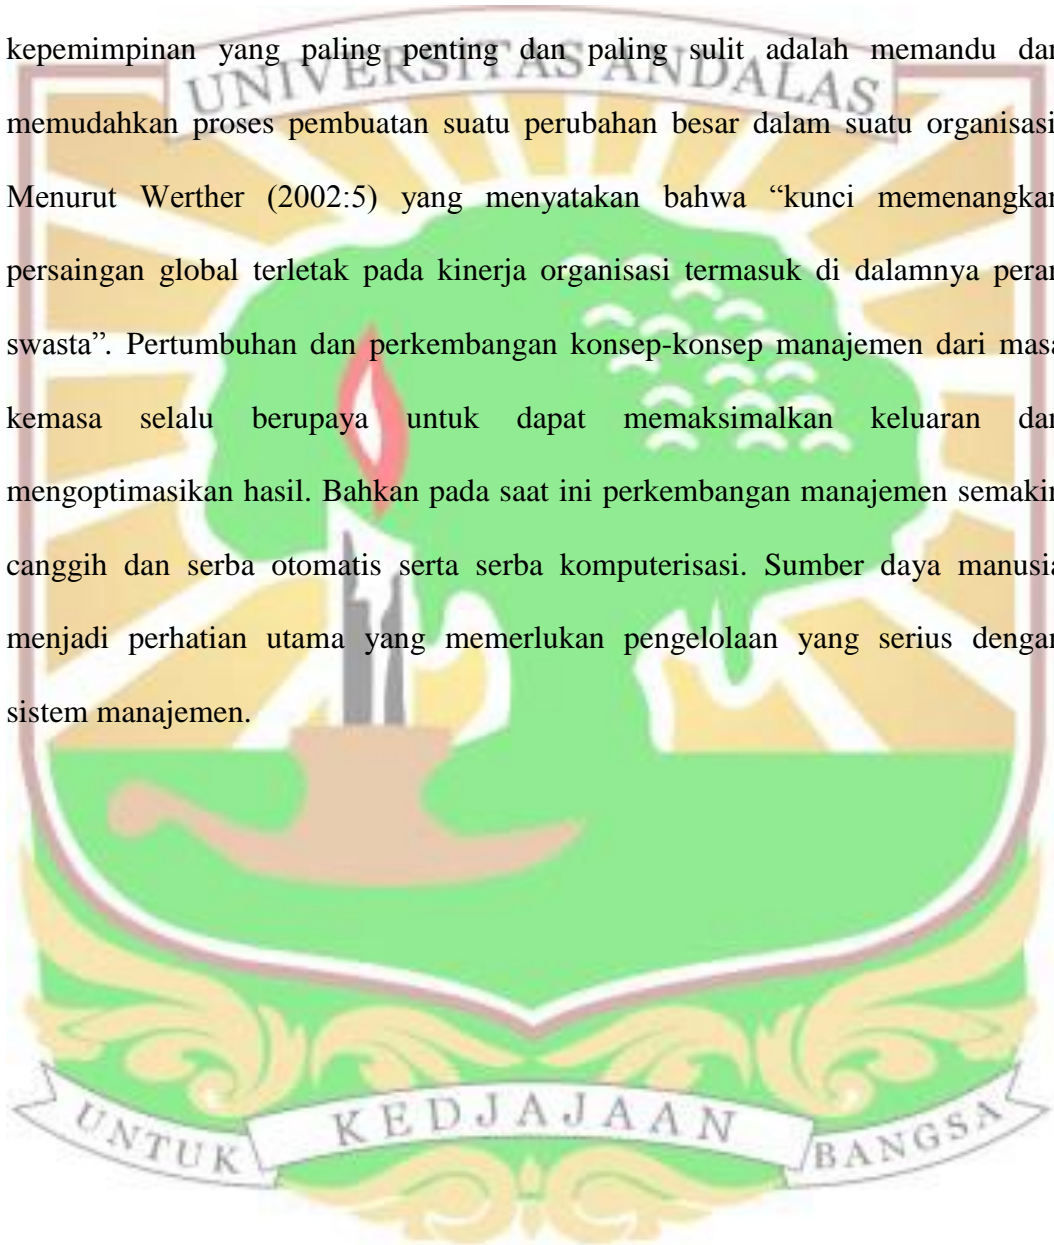 UNIVERSITAS ANDALAS
kepemimpinan yang paling penting dan paling sulit adalah memandu dan
memudahkan proses pembuatan suatu perubahan besar dalam suatu organisasi
Menurut Werther (2002:5) yang menyatakan bahwa “kunci memenangkan
persaingan global terletak pada kinerja organisasi termasuk di dalamnya peran
swasta”. Pertumbuhan dan perkembangan konsep-konsep manajemen dari masa
kemasa selalu berupaya untuk dapat memaksimalkan keluaran dan
mengoptimasikan hasil. Bahkan pada saat ini perkembangan manajemen semakin
canggih dan serba otomatis serta serba komputerisasi. Sumber daya manusia
menjadi perhatian utama yang memerlukan pengelolaan yang serius dengan
sistem manajemen.
UNTUK KEDJAJAAN BANGSA